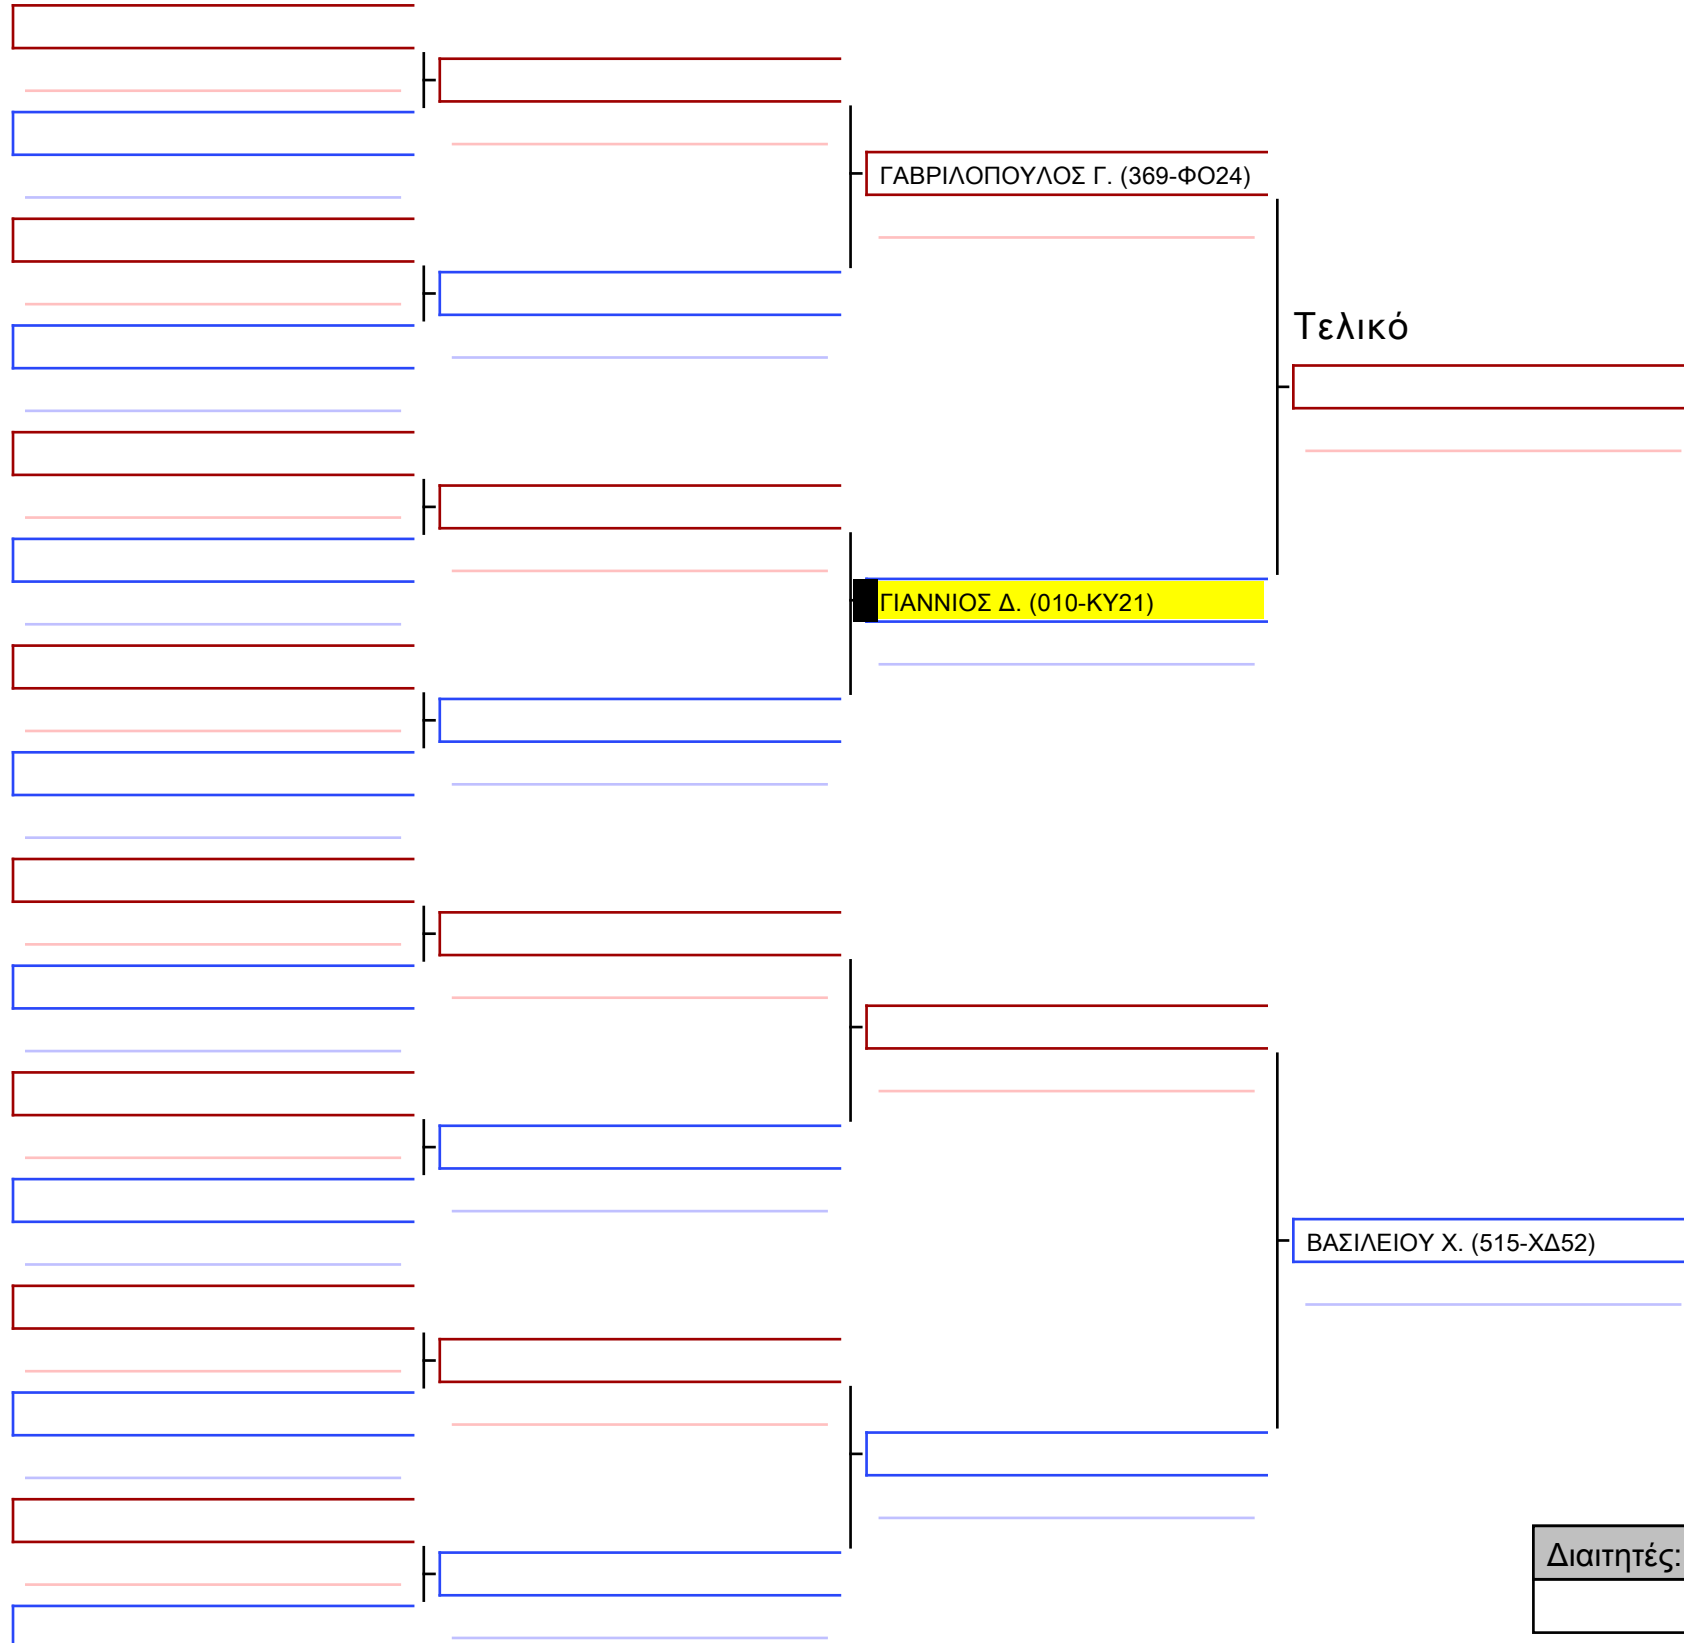 ΓΑΒΡΙΛΟΠΟΥΛΟΣ Γ. (369-ΦΟ24)
Τελικό
ΓΙΑΝΝΙΟΣ Δ. (010-ΚΥ21)
ΒΑΣΙΛΕΙΟΥ Χ. (515-ΧΔ52)
Διαιτητές: